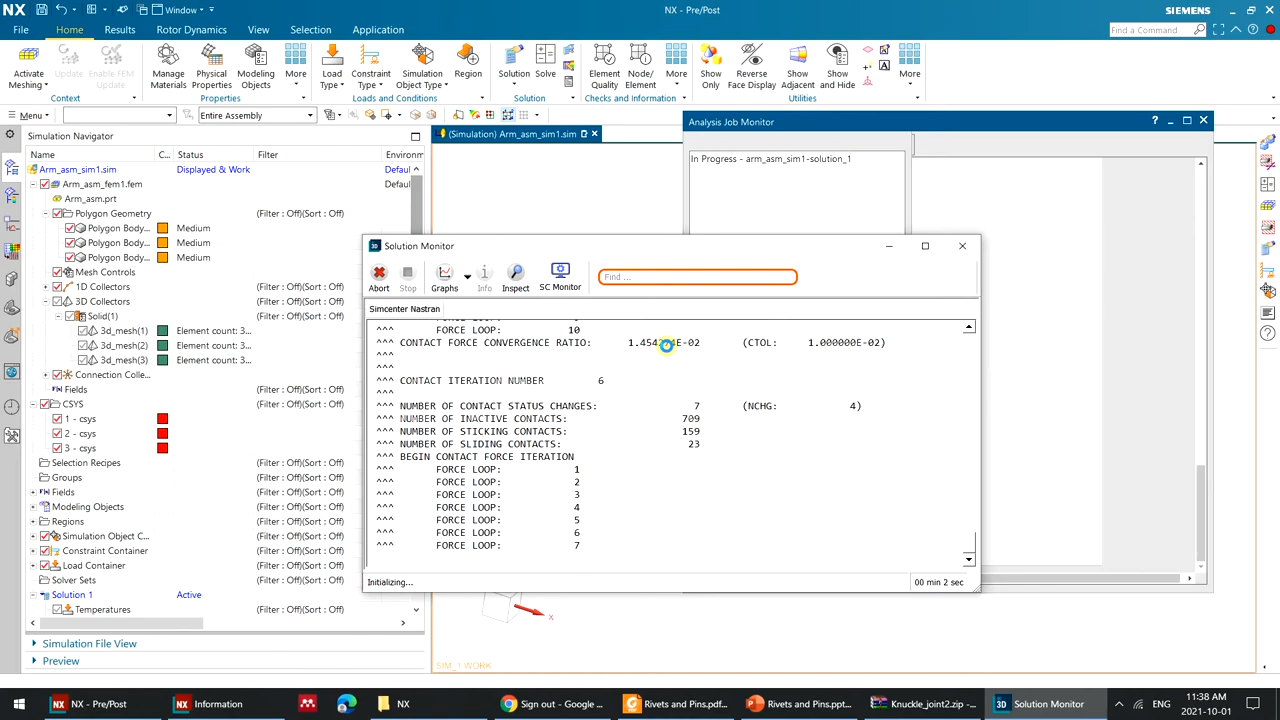 NX
Window
NX - Pre/Post
SIEMENS
File
Home
Results
Rotor Dynamics
View
Selection
Application
Find a Command
Activate Meshing
Update
Enable FEM Update
Context
Manage Materials
Physical Properties
Modeling Objects
More
Properties
Load Type
Constraint Type
Simulation Object Type
Region
Loads and Conditions
Solution
Solve
Solution
Element Quality
Node/Element
More
Checks and Information
Show Only
Reverse Face Display
Show Adjacent
Show and Hide
More
Utilities
Menu
Entire Assembly
Simulation Navigator
Name C... Status Filter Environm
Arm_asm_sim1.sim Displayed & Work Defaul
Arm_asm_fem1.fem Defaul
Arm_asm.prt
Polygon Geometry (Filter : Off)(Sort : Off)
Polygon Body... Medium
Polygon Body... Medium
Polygon Body... Medium
Mesh Controls
1D Collectors (Filter : Off)(Sort : Off)
3D Collectors (Filter : Off)(Sort : Off)
Solid(1) (Filter : Off)(Sort : Off)
3d_mesh(1) Element count: 3...
3d_mesh(2) Element count: 3...
3d_mesh(3) Element count: 3...
Connection Colle... (Filter : Off)(Sort : Off)
Fields (Filter : Off)(Sort : Off)
CSYS (Filter : Off)(Sort : Off)
1 - csys
2 - csys
3 - csys
Selection Recipes (Filter : Off)(Sort : Off)
Groups (Filter : Off)(Sort : Off)
Fields (Filter : Off)(Sort : Off)
Modeling Objects (Filter : Off)(Sort : Off)
Regions (Filter : Off)(Sort : Off)
Simulation Object C... (Filter : Off)(Sort : Off)
Constraint Container (Filter : Off)(Sort : Off)
Load Container (Filter : Off)(Sort : Off)
Solver Sets (Filter : Off)(Sort : Off)
Solution 1 Active
Temperatures (Filter : Off)(Sort : Off)
Simulation File View
Preview
(Simulation) Arm_asm_sim1.sim
Analysis Job Monitor
In Progress - arm_asm_sim1-solution_1
Solution Monitor
Abort
Stop
Graphs
Info
Inspect
SC Monitor
Find ...
Simcenter Nastran
^^^ FORCE LOOP: 10
^^^ CONTACT FORCE CONVERGENCE RATIO: (CTOL: 1.000000E-02)
^^^
^^^
^^^ CONTACT ITERATION NUMBER 6
^^^
^^^ NUMBER OF CONTACT STATUS CHANGES: 7 (NCHG: 4)
^^^ NUMBER OF INACTIVE CONTACTS: 709
^^^ NUMBER OF STICKING CONTACTS: 159
^^^ NUMBER OF SLIDING CONTACTS: 23
^^^ BEGIN CONTACT FORCE ITERATION
^^^ FORCE LOOP: 1
^^^ FORCE LOOP: 2
^^^ FORCE LOOP: 3
^^^ FORCE LOOP: 4
^^^ FORCE LOOP: 5
^^^ FORCE LOOP: 6
^^^ FORCE LOOP: 7
Initializing...
00 min 2 sec
X
SIM_1 WORK
NX - Pre/Post
Information
NX
Sign out - Google ...
Rivets and Pins.pdf...
Rivets and Pins.ppt...
Knuckle_joint2.zip - ...
Solution Monitor
ENG
11:38 AM
2021-10-01